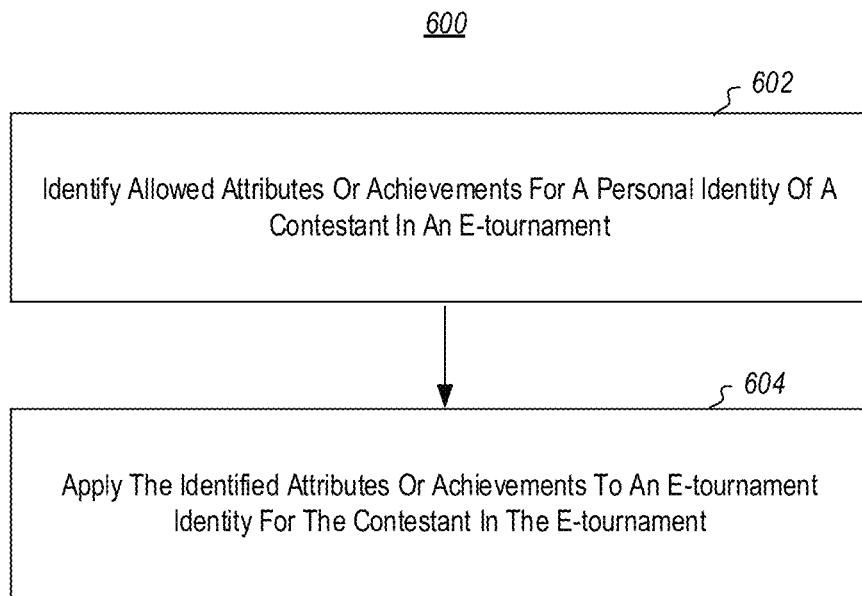 600
602
Identify Allowed Attributes Or Achievements For A Personal Identity Of A
Contestant In An E-tournament
604
Apply The Identified Attributes Or Achievements To An E-tournament
Identity For The Contestant In The E-tournament